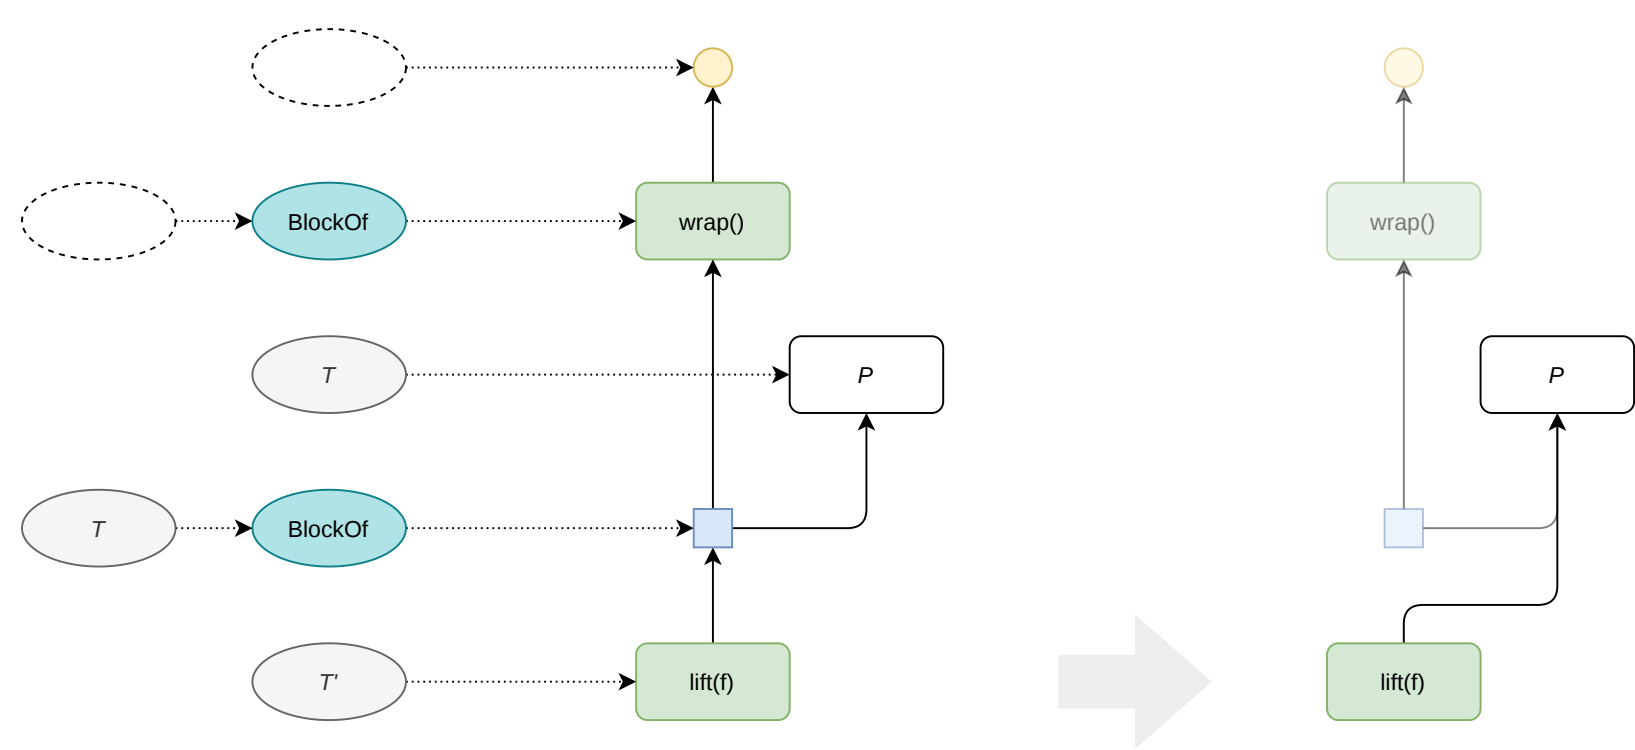 BlockOf
wrap()
wrap()
T
P
P
T
BlockOf
T'
lift(f)
lift(f)